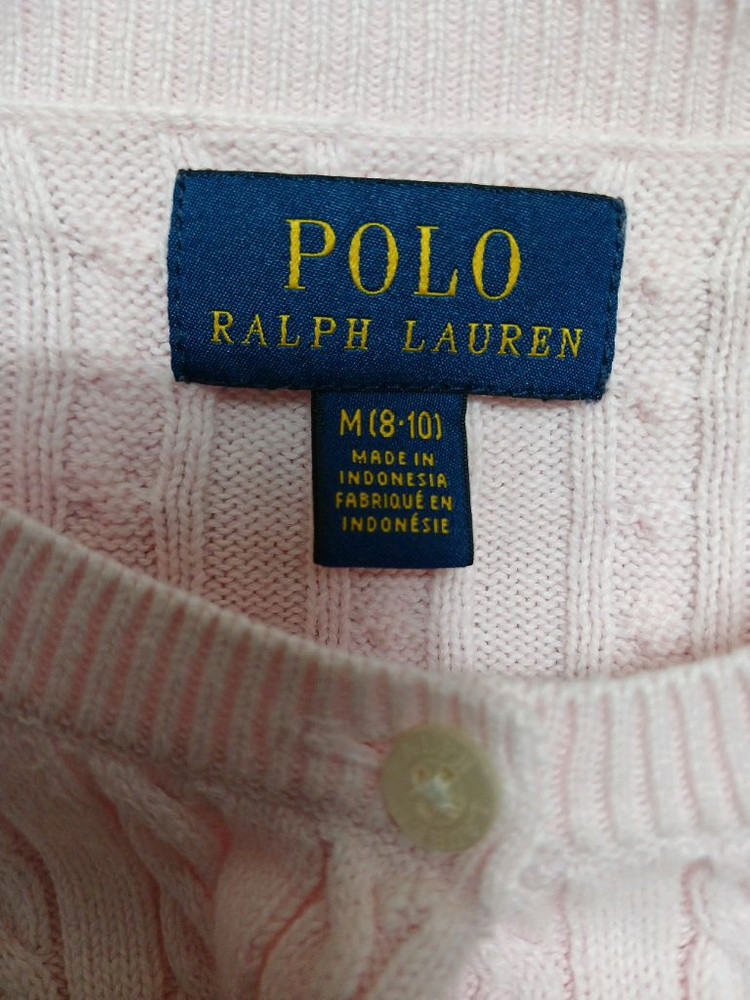 POLO
RALPH LAUREN
M(8·10)
MADE IN
INDONESIA
FABRIQUÉ EN
INDONÉSIE